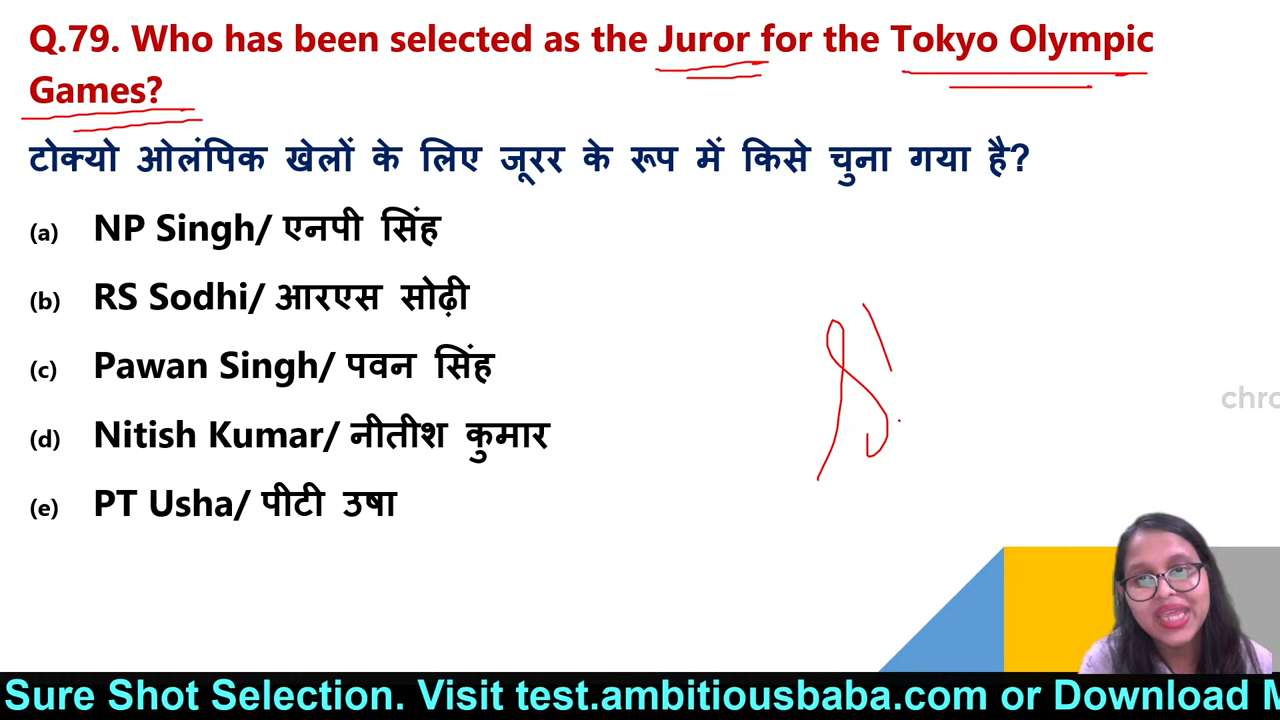 Q.79. Who has been selected as the Juror for the Tokyo Olympic
Games?
टोक्यो ओलंपिक खेलों के लिए जूरर के रूप में किसे चुना गया है?
(a) NP Singh/ एनपी सिंह
(b) RS Sodhi/ आरएस सोढ़ी
(c) Pawan Singh/ पवन सिंह
(d) Nitish Kumar/ नीतीश कुमार
(e) PT Usha/ पीटी उषा
chro
Sure Shot Selection. Visit test.ambitiousbaba.com or Download